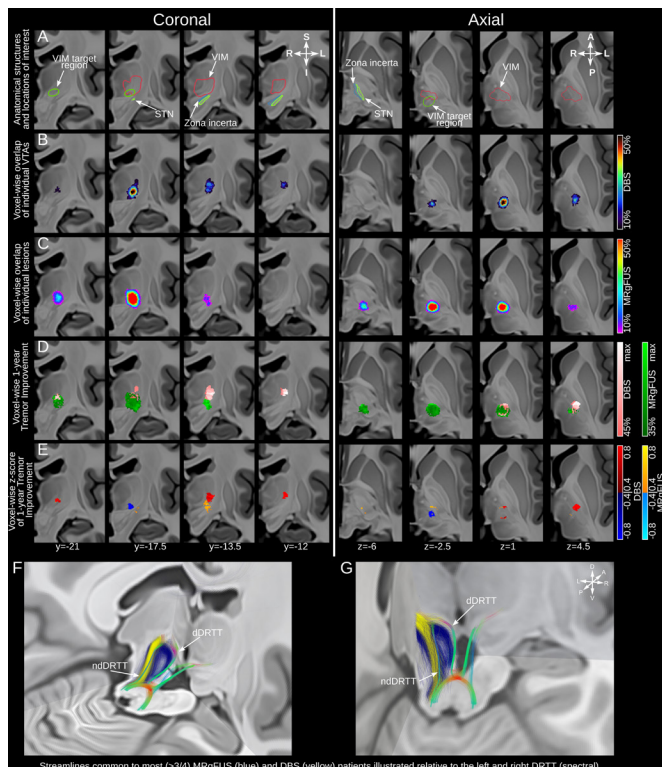 Coronal
Axial
A
Anatomical structures
and locations of interest
VIM target
region
STN
VIM
Zona incerta
S
R L
I
Zona incerta
STN
VIM target
region
VIM
A
R L
P
B
Voxel-wise overlap
of individual VTAs
50%
DBS
10%
C
Voxel-wise overlap
of individual lesions
50%
MRgFUS
10%
D
Voxel-wise 1-year
Tremor Improvement
max
DBS
45%
max
MRgFUS
35%
E
Voxel-wise z-score
of 1-year Tremor
Improvement
0.8
0.4
-0.4
-0.8
DBS
0.8
0.4
-0.4
-0.8
MRgFUS
y=-21
y=-17.5
y=-13.5
y=-12
z=-6
z=-2.5
z=1
z=4.5
F
dDRTT
ndDRTT
G
dDRTT
ndDRTT
D
A
L R
P
V
Streamlines common to most (>3/4) MRgFUS (blue) and DBS (yellow) patients illustrated relative to the left and right DRTT (spectral)